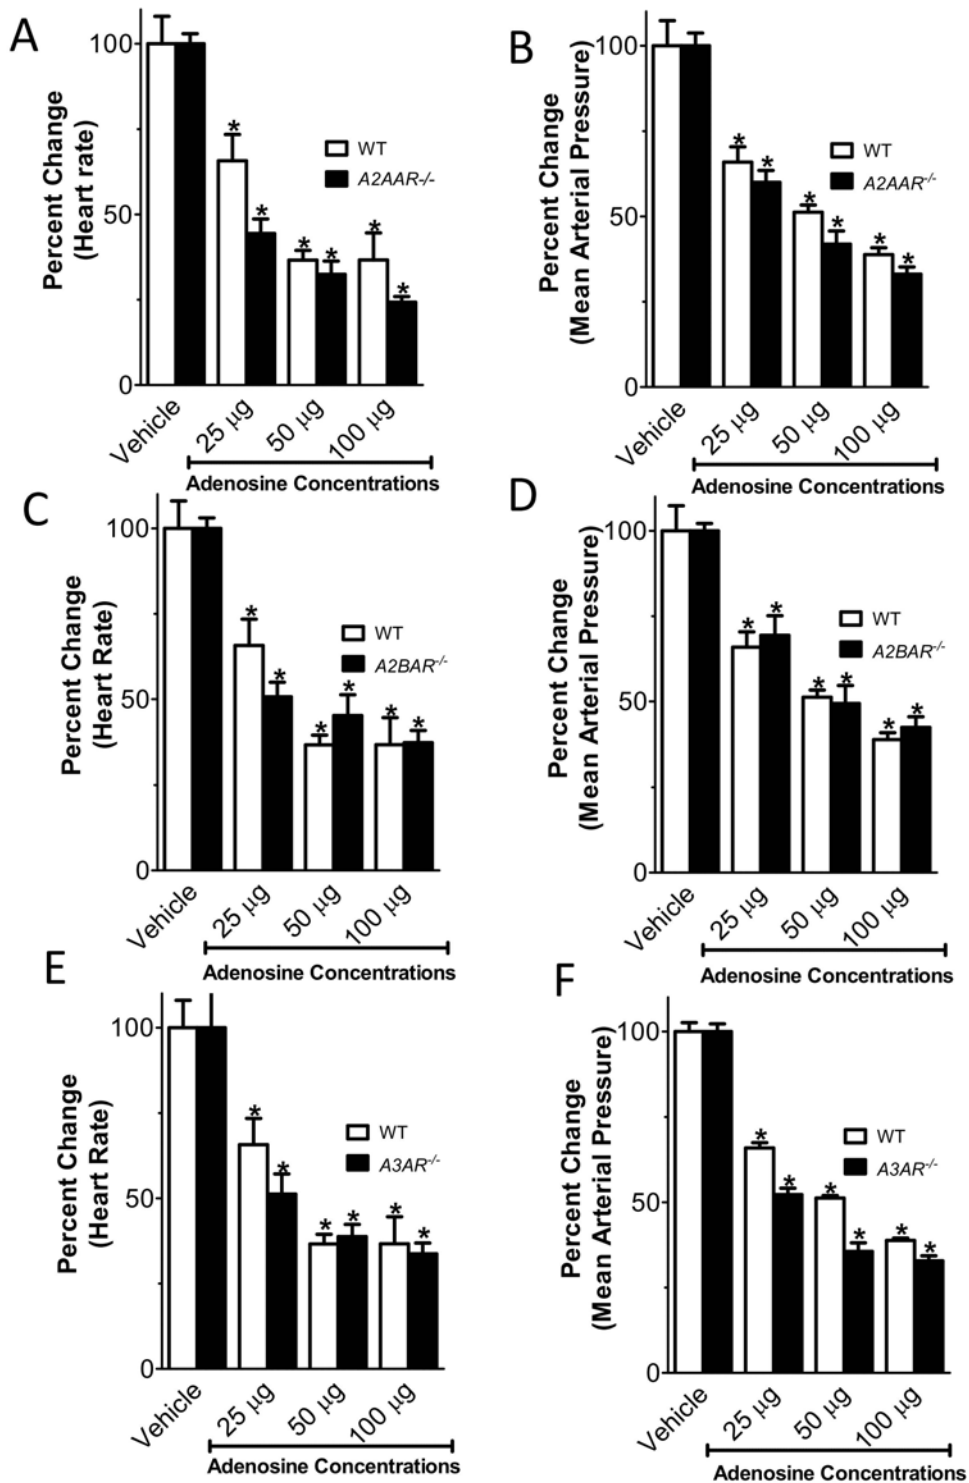 A
Percent Change
(Heart rate)
100
50
0
*
*
*
*
*
*
WT
A2AAR-/-
Vehicle
25 µg
50 µg
100 µg
Adenosine Concentrations
B
Percent Change
(Mean Arterial Pressure)
100
50
0
*
*
*
*
*
*
WT
A2AAR-/-
Vehicle
25 µg
50 µg
100 µg
Adenosine Concentrations
C
Percent Change
(Heart Rate)
100
50
0
*
*
*
*
*
*
WT
A2BAR-/-
Vehicle
25 µg
50 µg
100 µg
Adenosine Concentrations
D
Percent Change
(Mean Arterial Pressure)
100
50
0
*
*
*
*
*
*
WT
A2BAR-/-
Vehicle
25 µg
50 µg
100 µg
Adenosine Concentrations
E
Percent Change
(Heart Rate)
100
50
0
*
*
*
*
*
*
WT
A3AR-/-
Vehicle
25 µg
50 µg
100 µg
Adenosine Concentrations
F
Percent Change
(Mean Arterial Pressure)
100
50
0
*
*
*
*
*
*
WT
A3AR-/-
Vehicle
25 µg
50 µg
100 µg
Adenosine Concentrations